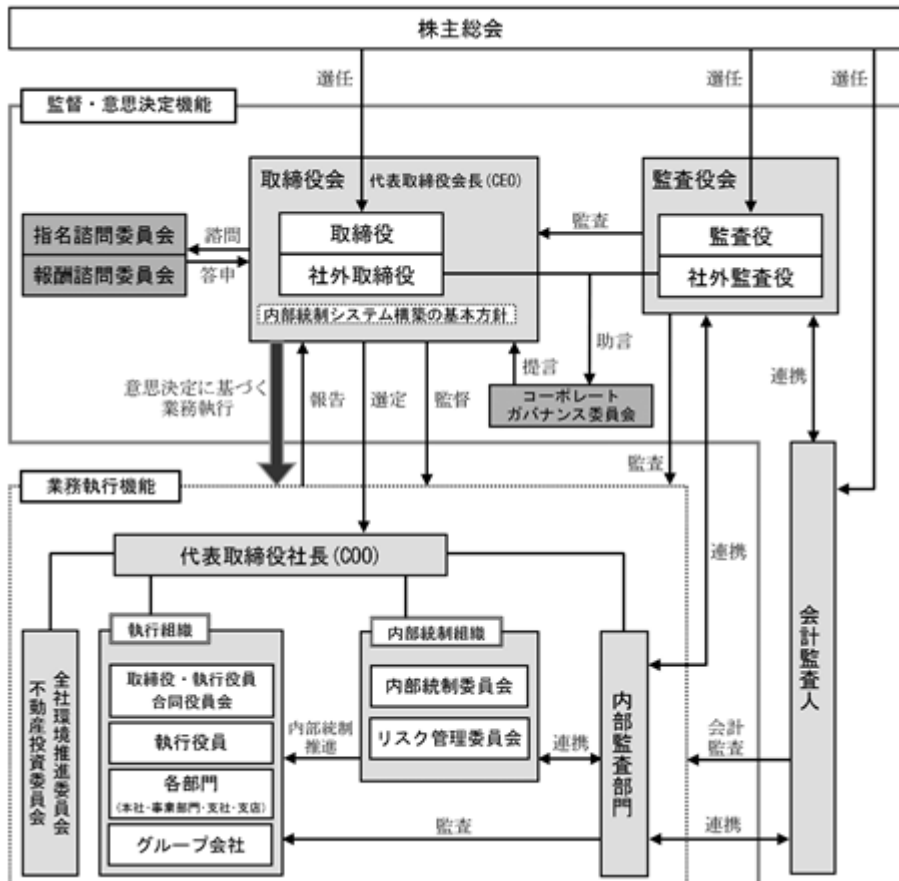 株主総会
選任
選任
選任
監督・意思決定機能
取締役会
代表取締役会長(CEO)
監査役会
指名諮問委員会
報酬諮問委員会
諮問
答申
取締役
社外取締役
監査
監査役
社外監査役
内部統制システム構築の基本方針
意思決定に基づく
業務執行
報告
選定
監督
提言
助言
コーポレート
ガバナンス委員会
監査
連携
連携
業務執行機能
代表取締役社長(COO)
全社環境推進委員会
不動産投資委員会
執行組織
取締役・執行役員
合同役員会
執行役員
各部門
(本社・事業部門・支社・支店)
グループ会社
内部統制
推進
内部統制組織
内部統制委員会
リスク管理委員会
連携
監査
内部監査部門
会計
監査
連携
会計監査人